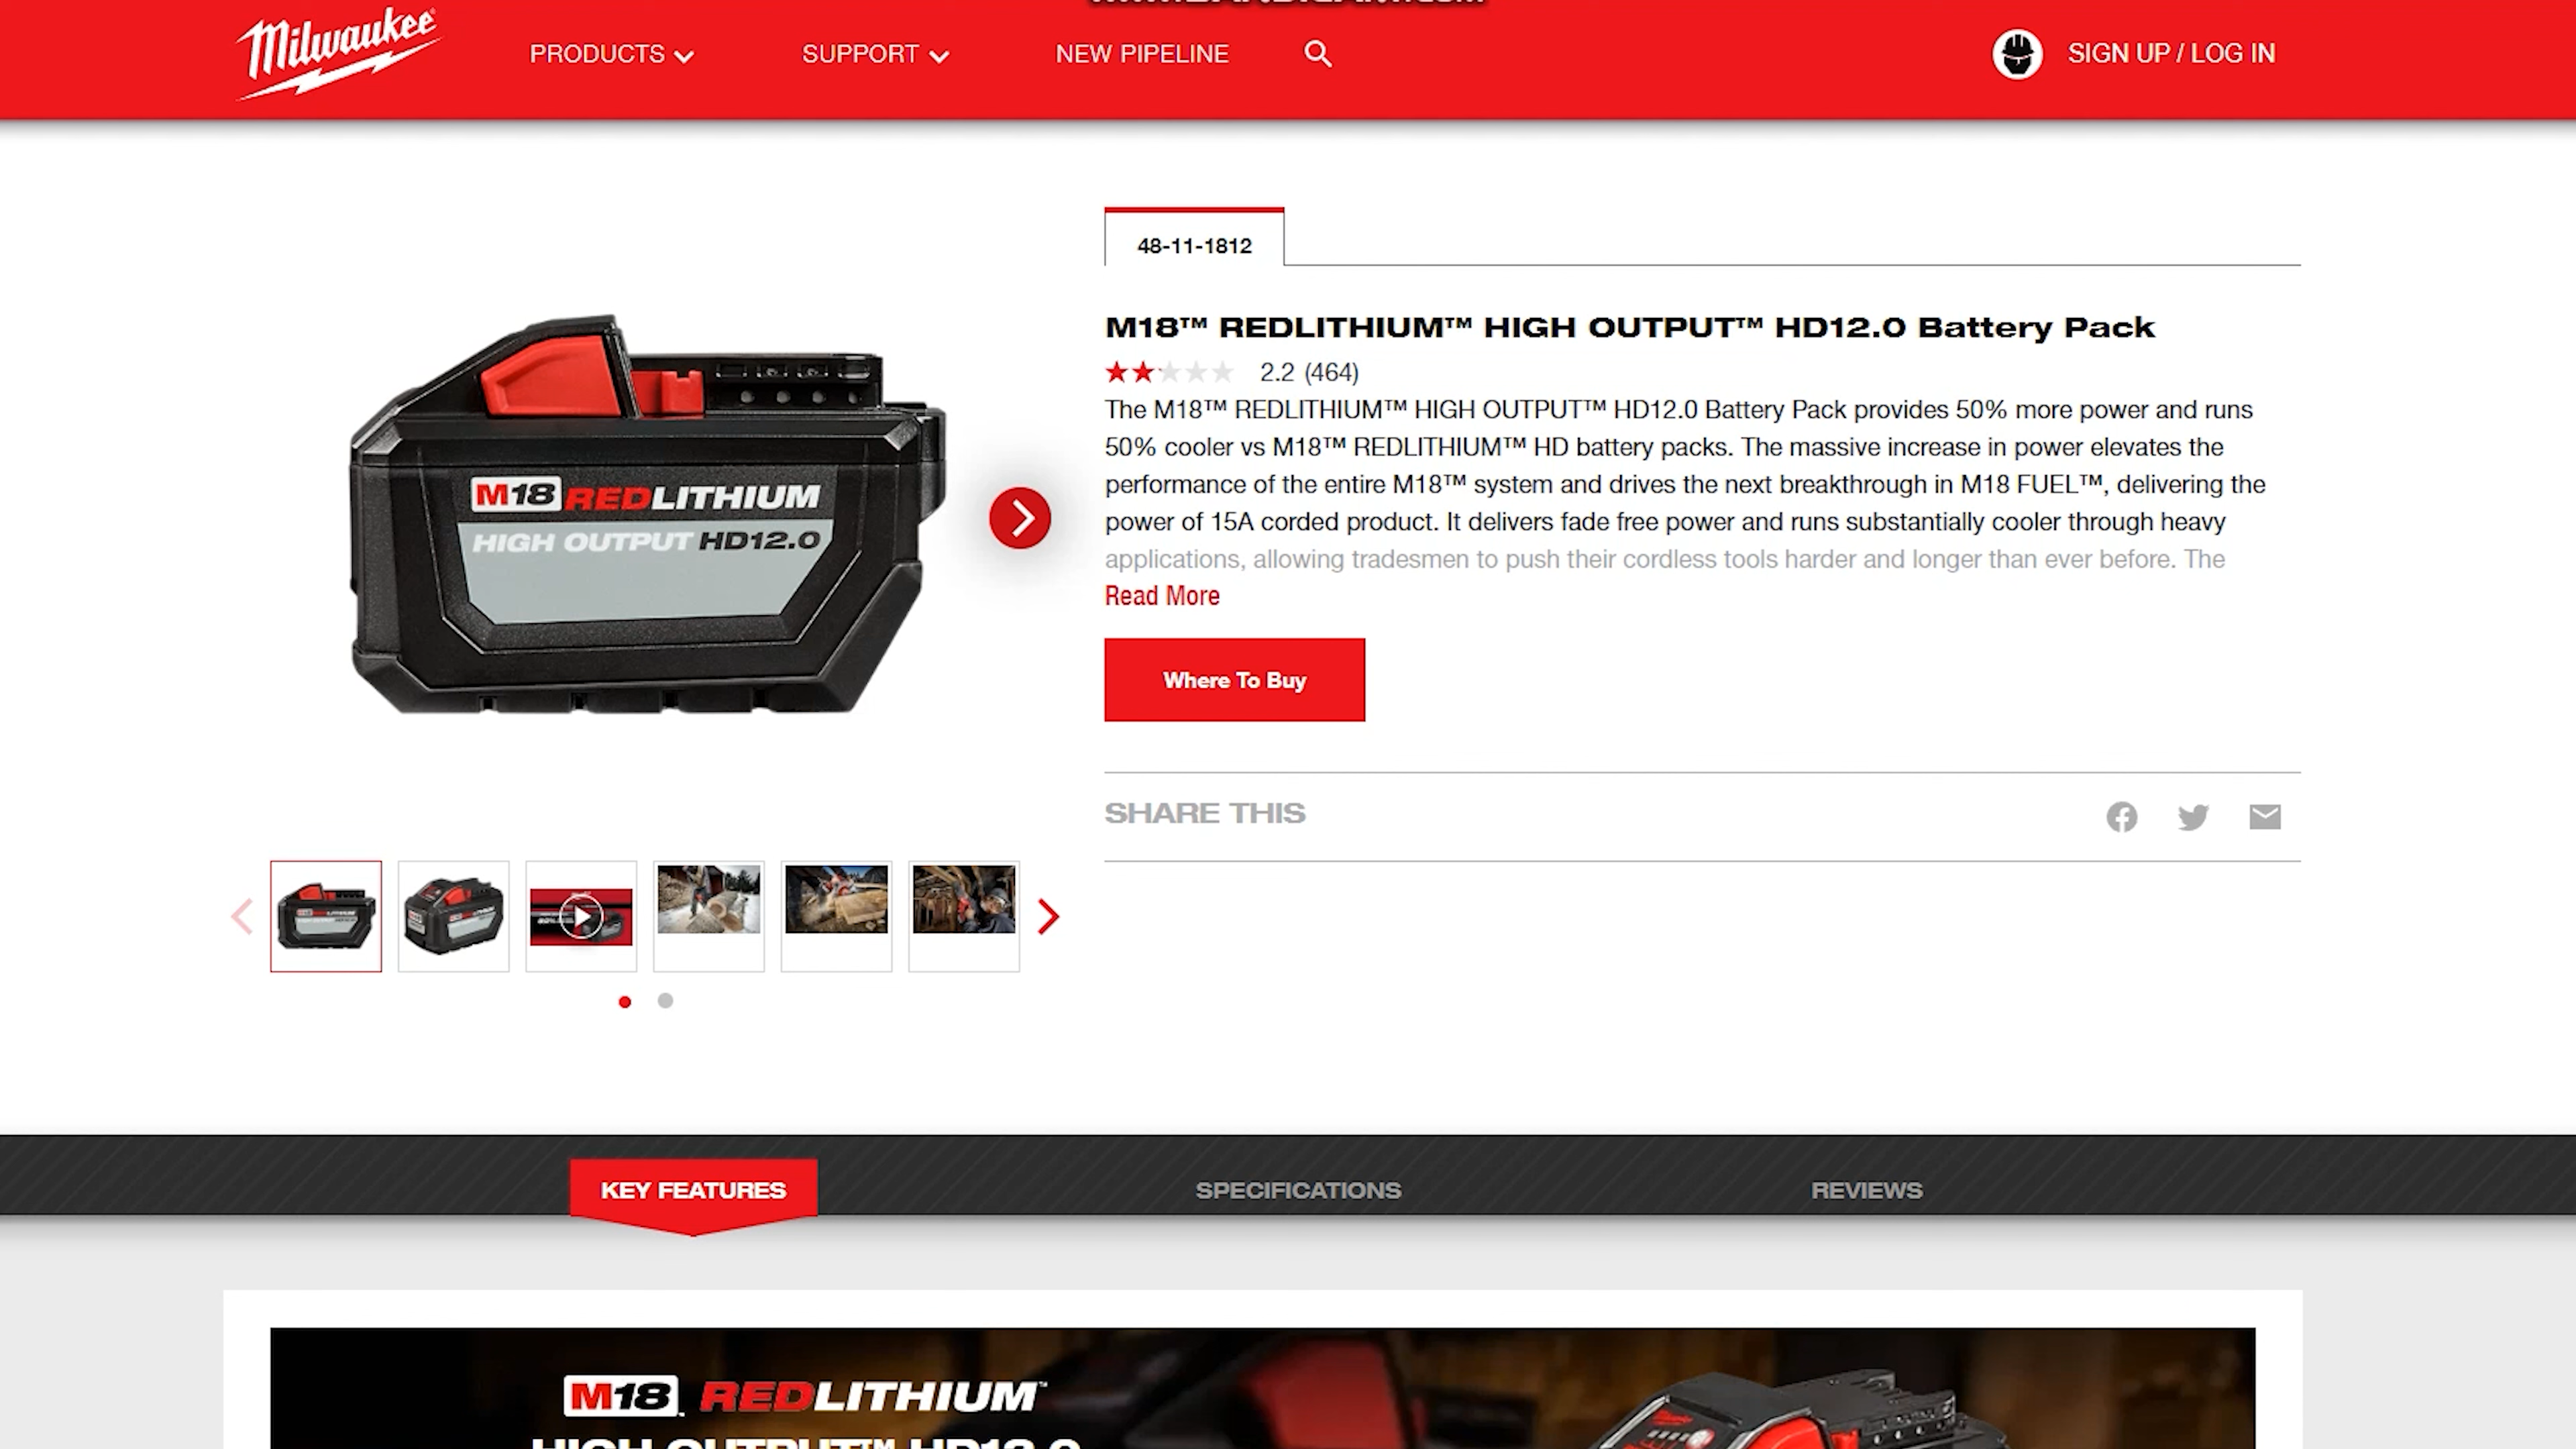 Milwaukee
PRODUCTS
SUPPORT
NEW PIPELINE
SIGN UP / LOG IN
48-11-1812
M18™ REDLITHIUM™ HIGH OUTPUT™ HD12.0 Battery Pack
2.2 (464)
The M18™ REDLITHIUM™ HIGH OUTPUT™ HD12.0 Battery Pack provides 50% more power and runs
50% cooler vs M18™ REDLITHIUM™ HD battery packs. The massive increase in power elevates the
performance of the entire M18™ system and drives the next breakthrough in M18 FUEL™, delivering the
power of 15A corded product. It delivers fade free power and runs substantially cooler through heavy
applications, allowing tradesmen to push their cordless tools harder and longer than ever before. The
Read More
Where To Buy
M18 REDLITHIUM
HIGH OUTPUT HD12.0
SHARE THIS
KEY FEATURES
SPECIFICATIONS
REVIEWS
M18™ REDLITHIUM™
HIGH OUTPUT™ HD12.0